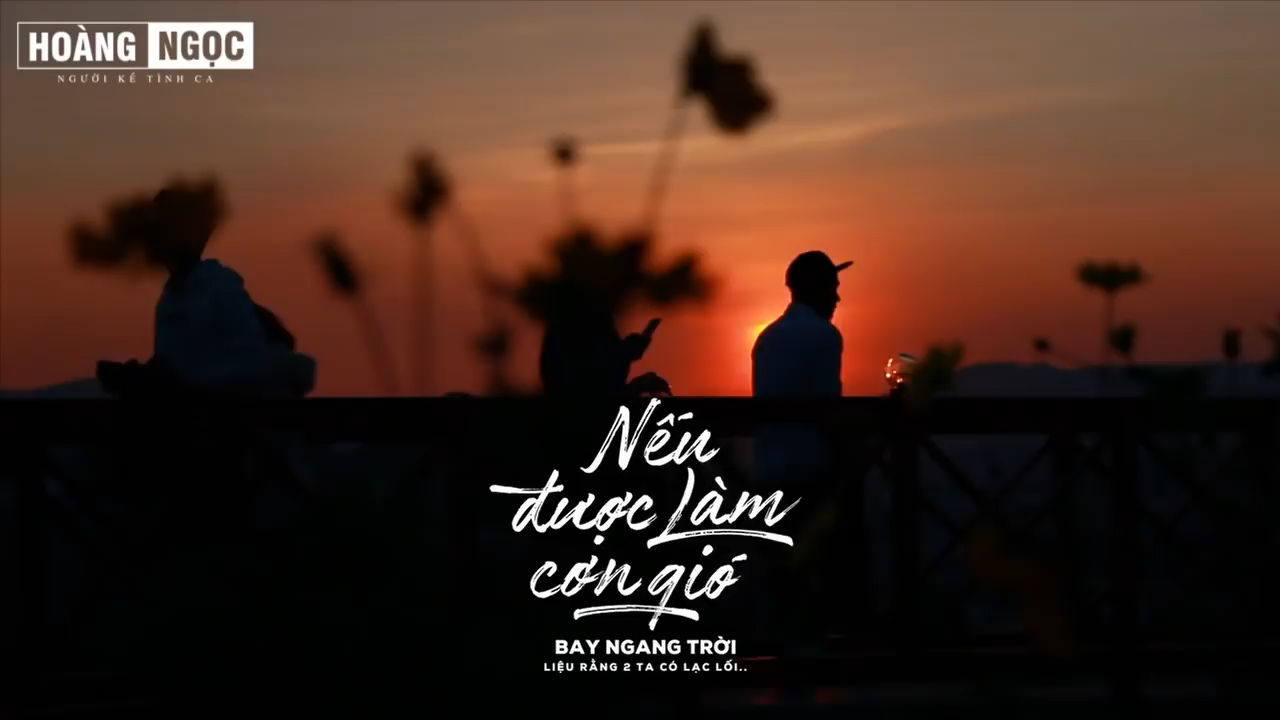 HOÀNG NGỌC
NGƯỜI KỂ TÌNH CA
Nếu
được Làm
cơn gió
BAY NGANG TRỜI
LIỆU RẰNG 2 TA CÓ LẠC LỐI..